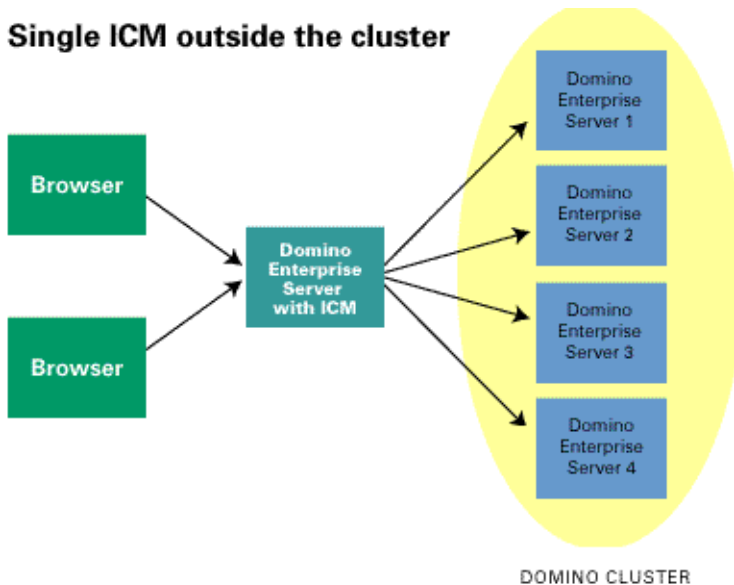 Single ICM outside the cluster
Browser
Browser
Domino
Enterprise
Server
with ICM
Domino
Enterprise
Server 1
Domino
Enterprise
Server 2
Domino
Enterprise
Server 3
Domino
Enterprise
Server 4
DOMINO CLUSTER